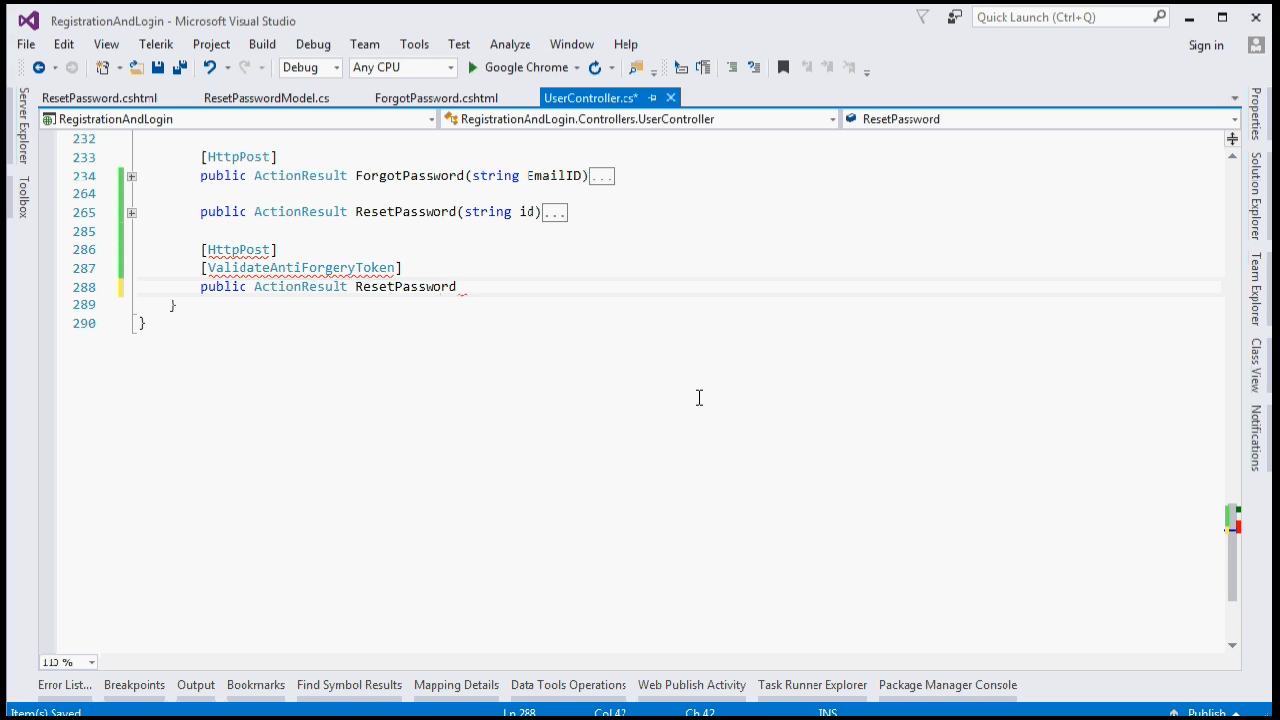 RegistrationAndLogin - Microsoft Visual Studio
Quick Launch (Ctrl+Q)
File Edit View Telerik Project Build Debug Team Tools Test Analyze Window Help
Sign in
Debug Any CPU Google Chrome
ResetPassword.cshtml ResetPasswordModel.cs ForgotPassword.cshtml UserController.cs*
RegistrationAndLogin RegistrationAndLogin.Controllers.UserController ResetPassword
232
233 [HttpPost]
234 public ActionResult ForgotPassword(string EmailID)...
264
265 public ActionResult ResetPassword(string id)...
285
286 [HttpPost]
287 [ValidateAntiForgeryToken]
288 public ActionResult ResetPassword
289 }
290 }
Server Explorer
Toolbox
Properties
Solution Explorer
Team Explorer
Class View
Notifications
110 %
Error List... Breakpoints Output Bookmarks Find Symbol Results Mapping Details Data Tools Operations Web Publish Activity Task Runner Explorer Package Manager Console
Item(s) Saved Ln 288 Col 42 Ch 42 INS Publish